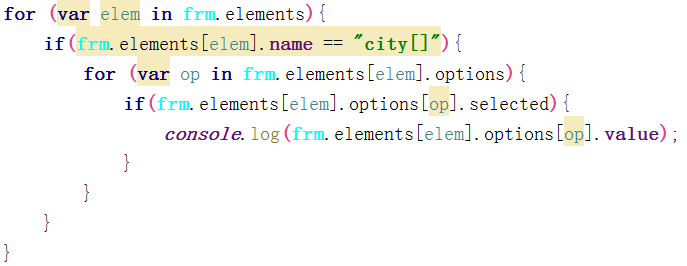 for (var elem in frm.elements){
    if(frm.elements[elem].name == "city[]"){
        for (var op in frm.elements[elem].options){
            if(frm.elements[elem].options[op].selected){
                console.log(frm.elements[elem].options[op].value);
            }
        }
    }
}